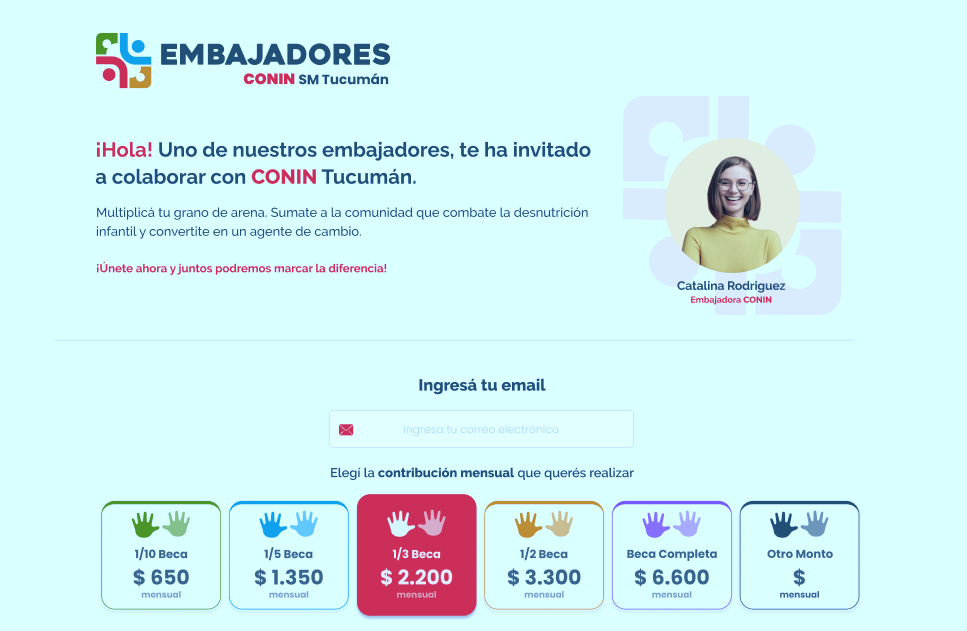 EMBAJADORES
CONIN SM Tucumán
¡Hola! Uno de nuestros embajadores, te ha invitado
a colaborar con CONIN Tucumán.
Multiplicá tu grano de arena. Sumate a la comunidad que combate la desnutrición
infantil y convertite en un agente de cambio.
¡Únete ahora y juntos podremos marcar la diferencia!
Catalina Rodriguez
Embajadora CONIN
Ingresá tu email
Ingresa tu correo electrónico
Elegí la contribución mensual que querés realizar
1/10 Beca
$ 650
mensual
1/5 Beca
$ 1.350
mensual
1/3 Beca
$ 2.200
mensual
1/2 Beca
$ 3.300
mensual
Beca Completa
$ 6.600
mensual
Otro Monto
$
mensual